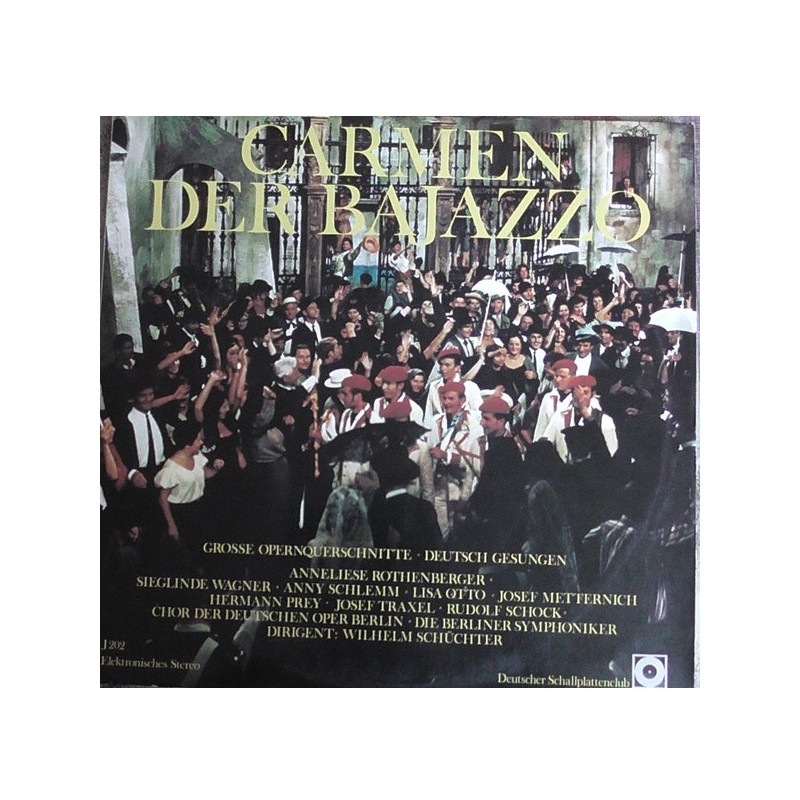 CARMEN
DER BAJAZZO
GROSSE OPERNQUERSCHNITTE · DEUTSCH GESUNGEN
ANNELIESE ROTHENBERGER ·
SIEGLINDE WAGNER · ANNY SCHLEMM · LISA OTTO · JOSEF METTERNICH
HERMANN PREY · JOSEF TRAXEL · RUDOLF SCHOCK ·
CHOR DER DEUTSCHEN OPER BERLIN · DIE BERLINER SYMPHONIKER
DIRIGENT: WILHELM SCHÜCHTER
J 202
Elektronisches Stereo
Deutscher Schallplattenclub